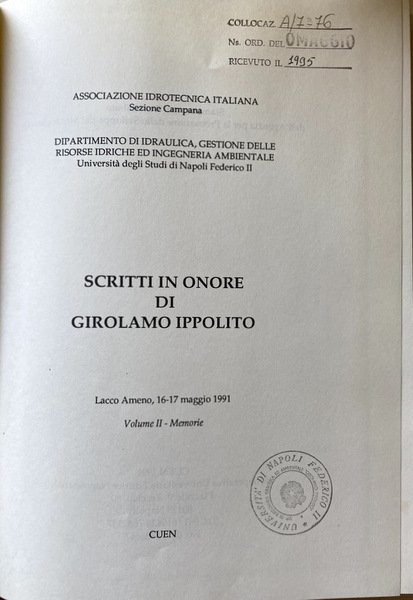 COLLOCAZ. A/7-76
Ns. ORD. DEL OMAGGIO
RICEVUTO IL 1995
ASSOCIAZIONE IDROTECNICA ITALIANA
Sezione Campana
DIPARTIMENTO DI IDRAULICA, GESTIONE DELLE
RISORSE IDRICHE ED INGEGNERIA AMBIENTALE
Università degli Studi di Napoli Federico II
SCRITTI IN ONORE
DI
GIROLAMO IPPOLITO
Lacco Ameno, 16-17 maggio 1991
Volume II - Memorie
UNIVERSITÀ DI NAPOLI FEDERICO II
CUEN